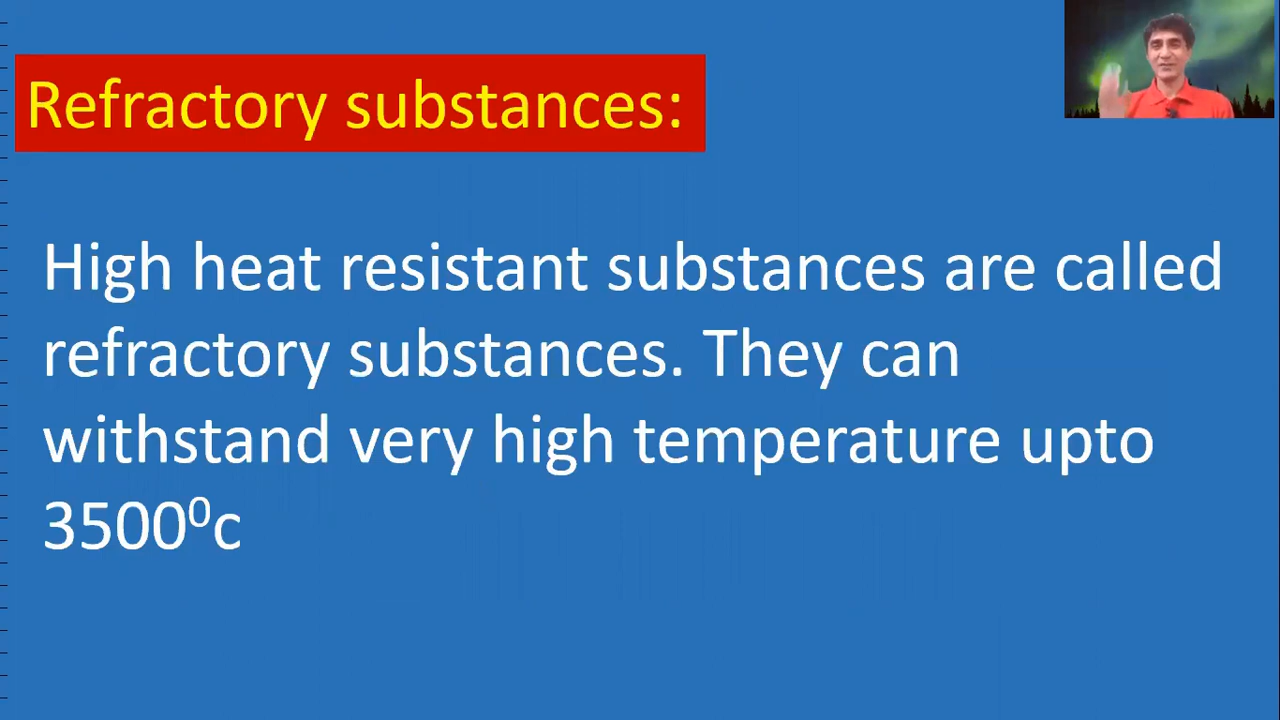 Refractory substances:
High heat resistant substances are called
refractory substances. They can
withstand very high temperature upto
3500⁰c